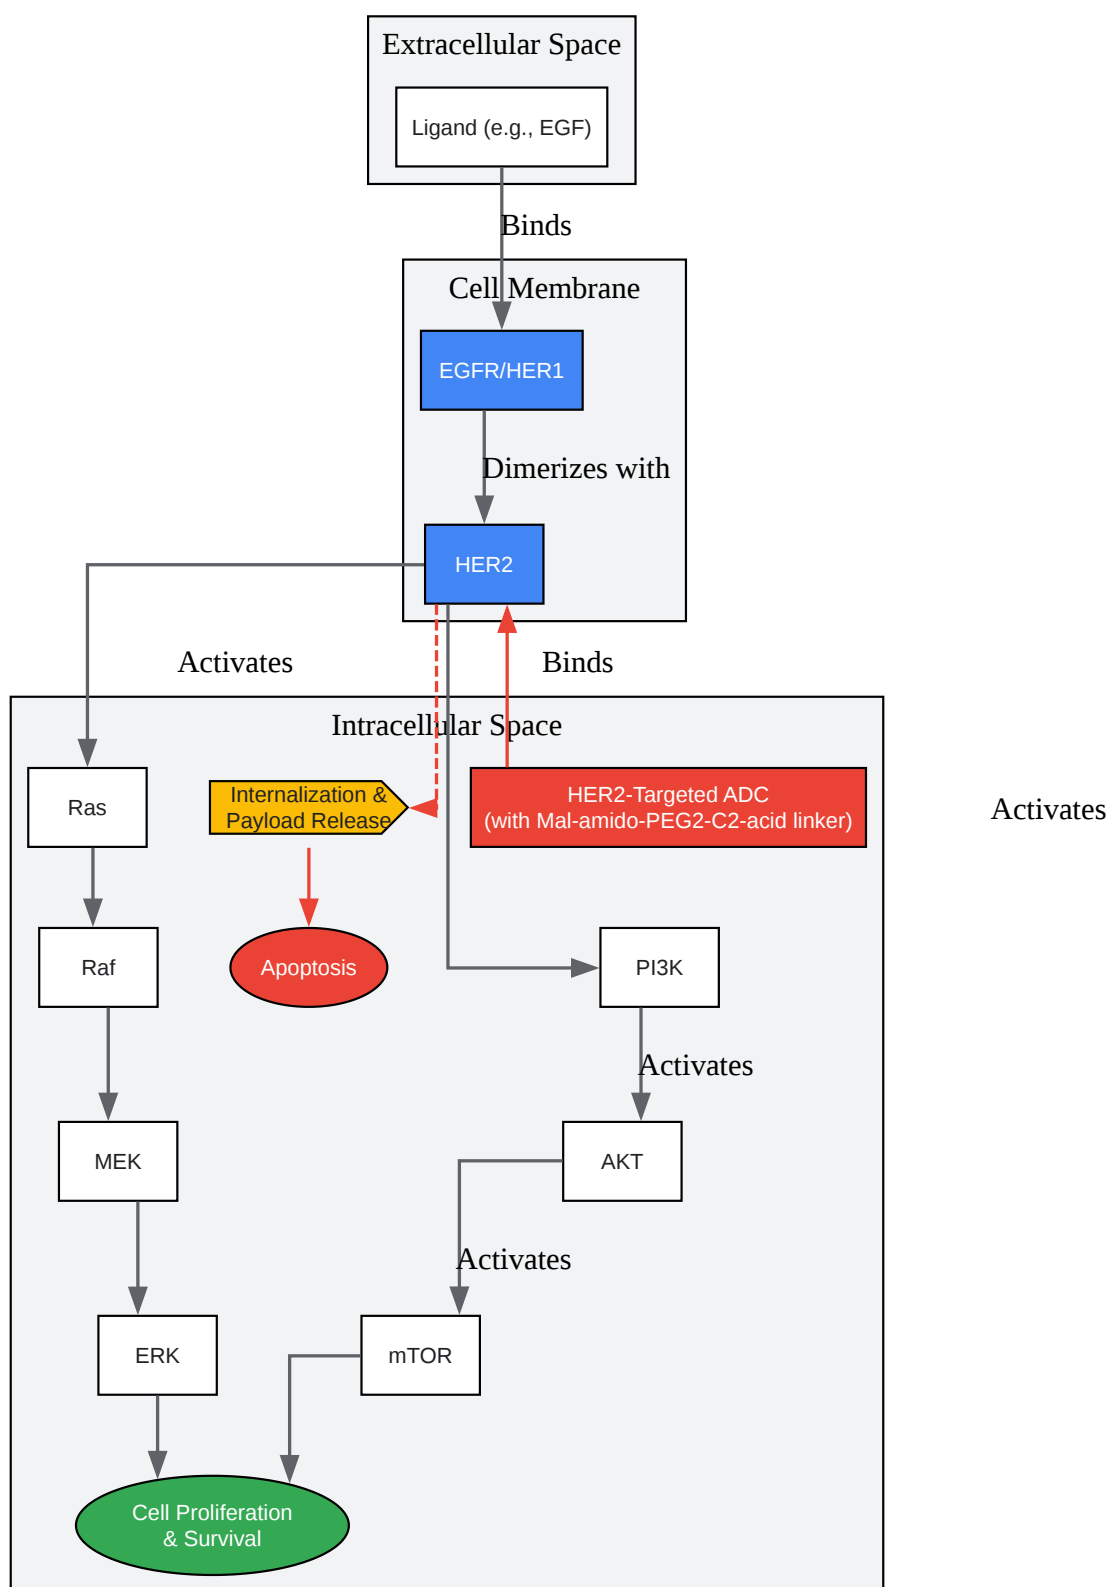 Extracellular Space
Ligand (e.g., EGF)
Binds
Cell Membrane
EGFR/HER1
Dimerizes with
HER2
Activates
Binds
Intracellular Space
Ras
Internalization &
Payload Release
HER2-Targeted ADC
(with Mal-amido-PEG2-C2-acid linker)
Activates
Raf
Apoptosis
PI3K
Activates
MEK
AKT
Activates
ERK
mTOR
Cell Proliferation
& Survival